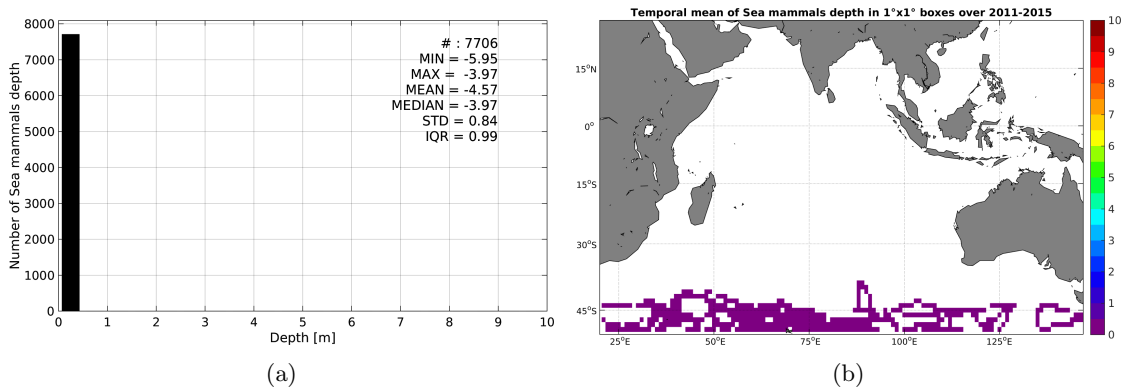 8000
7000
6000
5000
4000
3000
2000
1000
0
Number of Sea mammals depth
# : 7706
MIN = -5.95
MAX = -3.97
MEAN = -4.57
MEDIAN = -3.97
STD = 0.84
IQR = 0.99
0 1 2 3 4 5 6 7 8 9 10
Depth [m]
(a)
Temporal mean of Sea mammals depth in 1°x1° boxes over 2011-2015
15°N
0°
15°S
30°S
45°S
25°E 50°E 75°E 100°E 125°E
10
9
8
7
6
5
4
3
2
1
0
(b)